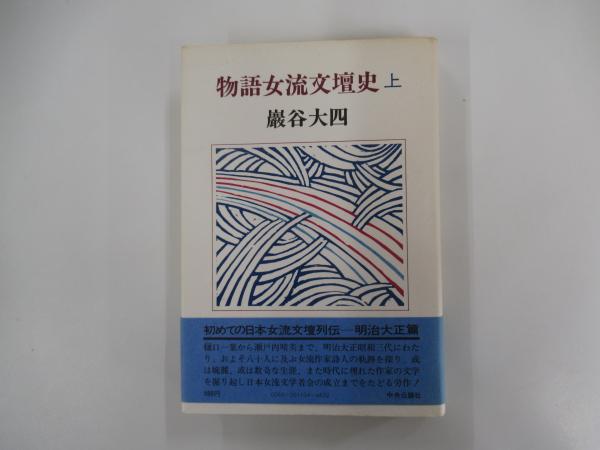 物語女流文壇史 上
巖谷大四
初めての日本女流文壇列伝──明治大正篇
樋口一葉から瀬戸内晴美まで、明治大正昭和三代にわた
り、およそ八十人に及ぶ女流作家詩人の軌跡を探り、或
は絢麗、或は数奇な生涯、また時代に埋れた作家の文学
を掘り起し日本女流文学者会の成立までをたどる労作！
中央公論社